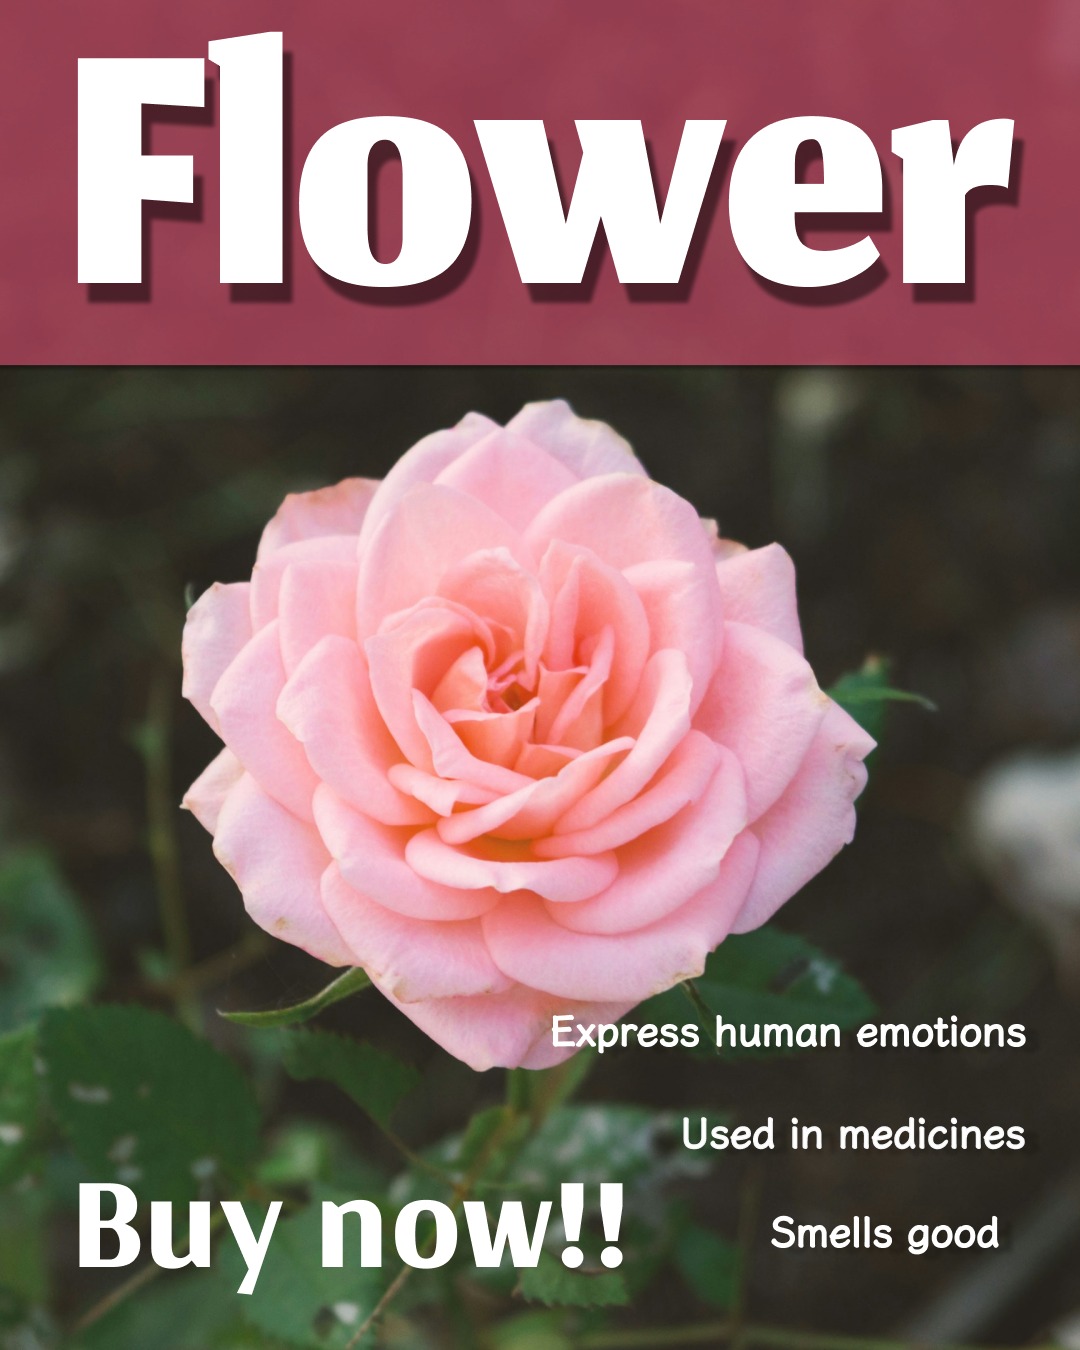 Flower
Express human emotions
Used in medicines
Buy now!!
Smells good